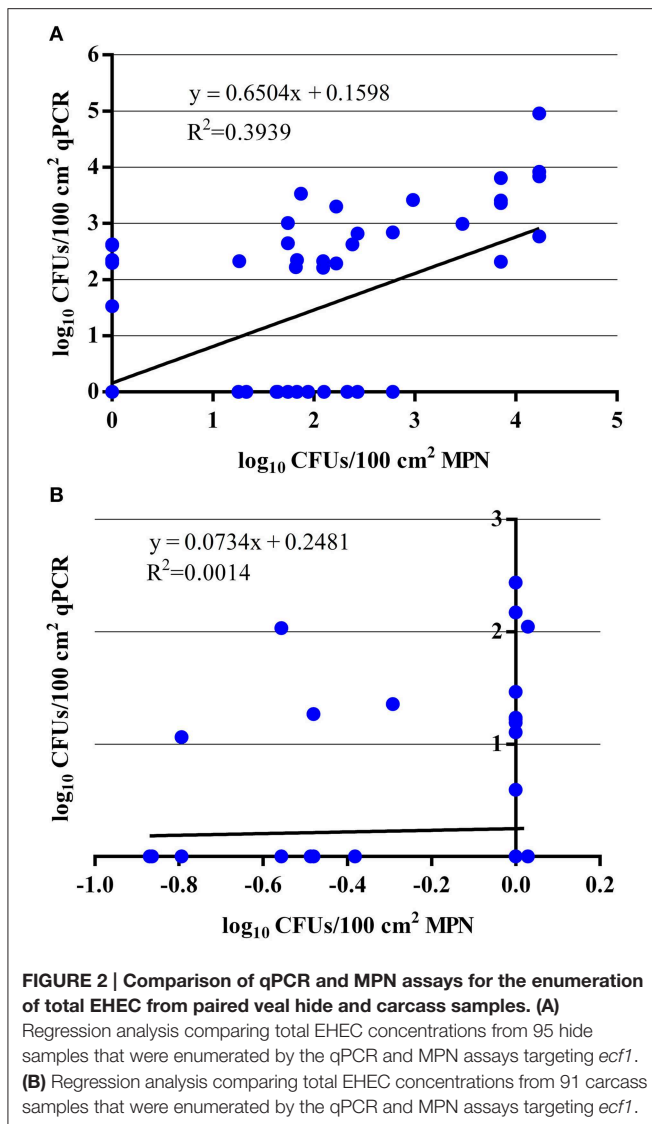 A
6
5
4
3
2
1
0
y = 0.6504x + 0.1598
R²=0.3939
log₁₀ CFUs/100 cm² qPCR
0 1 2 3 4 5
log₁₀ CFUs/100 cm² MPN
B
3
2
1
y = 0.0734x + 0.2481
R²=0.0014
log₁₀ CFUs/100 cm² qPCR
-1.0 -0.8 -0.6 -0.4 -0.2 0.0 0.2
log₁₀ CFUs/100 cm² MPN
FIGURE 2 | Comparison of qPCR and MPN assays for the enumeration
of total EHEC from paired veal hide and carcass samples. (A)
Regression analysis comparing total EHEC concentrations from 95 hide
samples that were enumerated by the qPCR and MPN assays targeting ecf1.
(B) Regression analysis comparing total EHEC concentrations from 91 carcass
samples that were enumerated by the qPCR and MPN assays targeting ecf1.